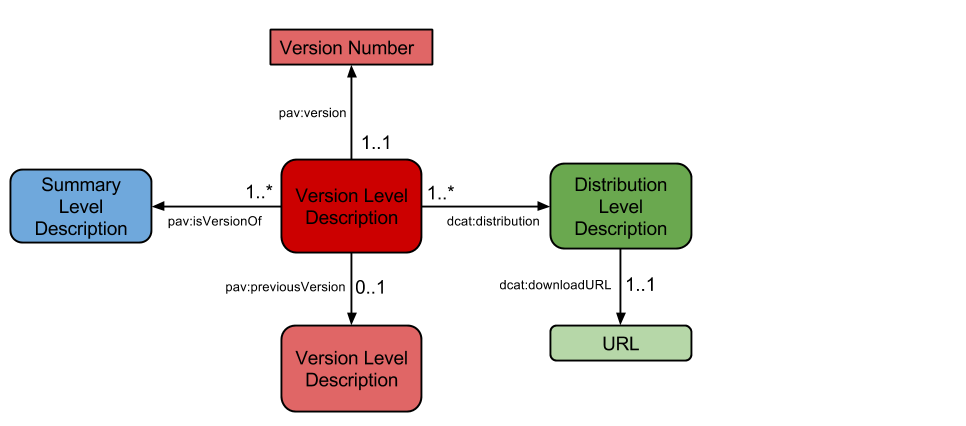 Version Number
pav:version
1..1
Summary
Level
Description
1..*
pav:isVersionOf
Version Level
Description
1..*
dcat:distribution
Distribution
Level
Description
pav:previousVersion
0..1
dcat:downloadURL
1..1
Version Level
Description
URL